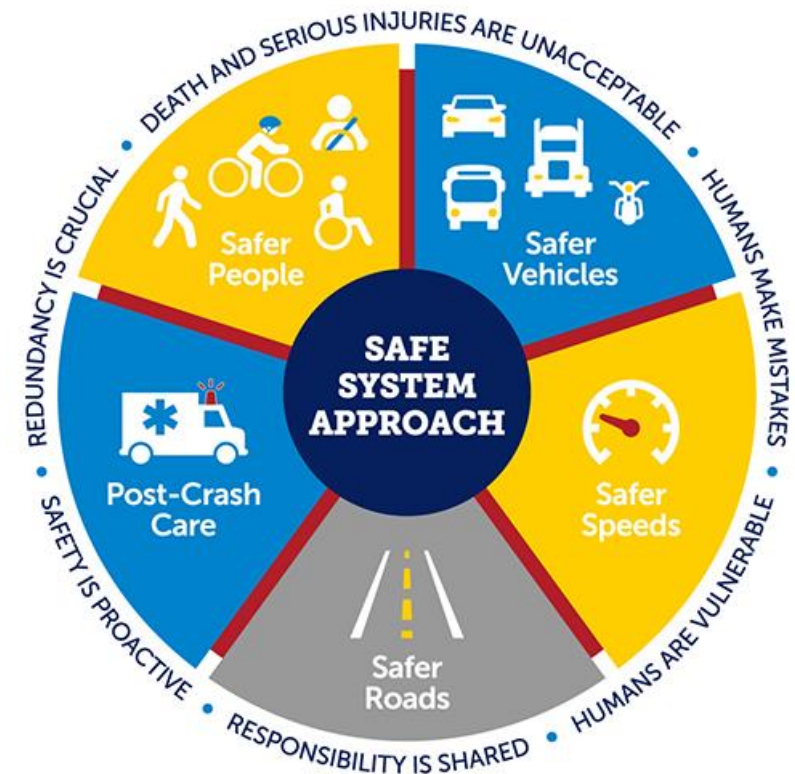 DEATH AND SERIOUS INJURIES ARE UNACCEPTABLE
HUMANS MAKE MISTAKES
HUMANS ARE VULNERABLE
RESPONSIBILITY IS SHARED
SAFETY IS PROACTIVE
REDUNDANCY IS CRUCIAL
Safer
People
Safer
Vehicles
SAFE
SYSTEM
APPROACH
Post-Crash
Care
Safer
Speeds
Safer
Roads